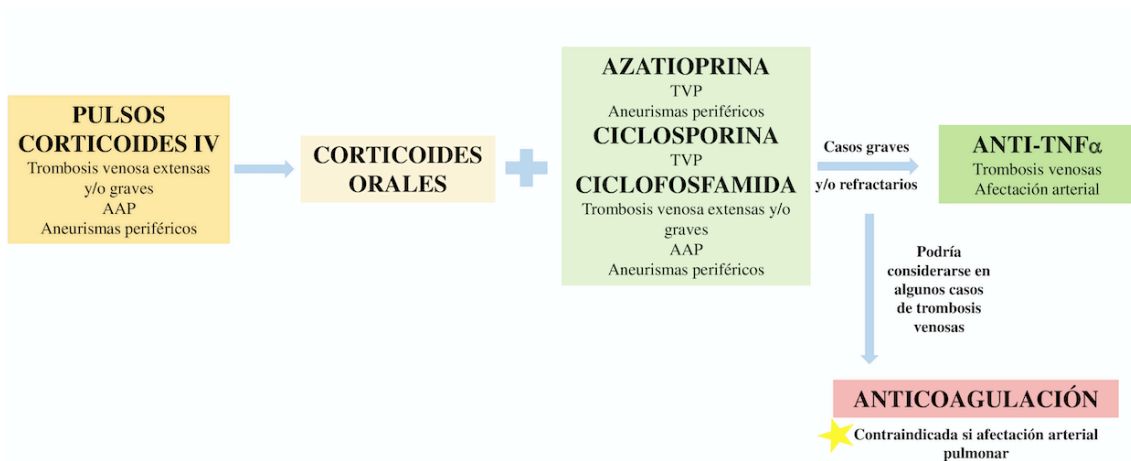 PULSOS
CORTICOIDES IV
Trombosis venosa extensas
y/o graves
AAP
Aneurismas periféricos
CORTICOIDES
ORALES
AZATIOPRINA
TVP
Aneurismas periféricos
CICLOSPORINA
TVP
CICLOFOSFAMIDA
Trombosis venosa extensas y/o
graves
AAP
Aneurismas periféricos
Casos graves
y/o refractarios
ANTI-TNFα
Trombosis venosas
Afectación arterial
Podría
considerarse en
algunos casos
de trombosis
venosas
ANTICOAGULACIÓN
Contraindicada si afectación arterial
pulmonar